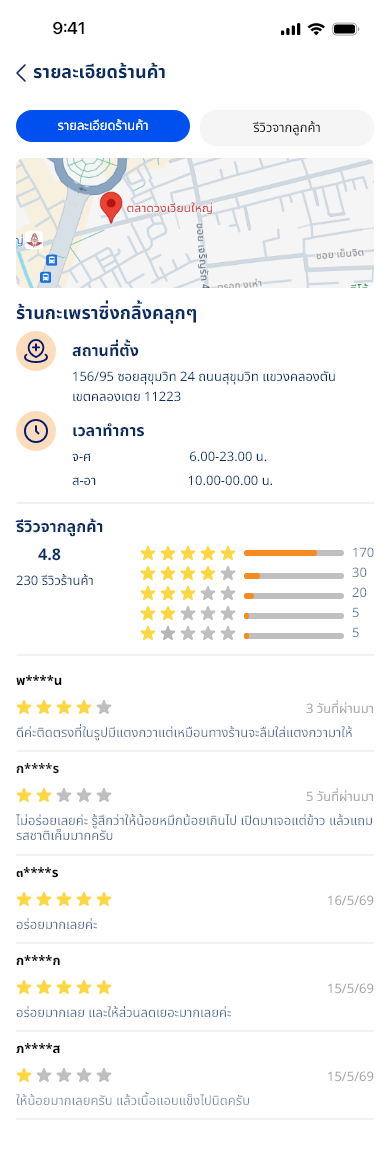 9:41
รายละเอียดร้านค้า
รายละเอียดร้านค้า
รีวิวจากลูกค้า
ตลาดวงเวียนใหญ่
ซอย เย็นจิต
ร้านกะเพราซิ่งกลิ้งคลุกๆ
สถานที่ตั้ง
156/95 ซอยสุขุมวิท 24 ถนนสุขุมวิท แขวงคลองตัน
เขตคลองเตย 11223
เวลาทำการ
จ-ศ 6.00-23.00 น.
ส-อา 10.00-00.00 น.
รีวิวจากลูกค้า
4.8
230 รีวิวร้านค้า
170
30
20
5
5
พ****น
3 วันที่ผ่านมา
ดีค่ะติดตรงที่ในรูปมีแตงกวาแต่เหมือนทางร้านจะลืมใส่แตงกวามาให้
ก****ร
5 วันที่ผ่านมา
ไม่อร่อยเลยค่ะ รู้สึกว่าให้น้อยหมึกน้อยเกินไป เปิดมาเจอแต่ข้าว แล้วแถม
รสชาติเค็มมากครับ
ต****ร
16/5/69
อร่อยมากเลยค่ะ
ก****ก
15/5/69
อร่อยมากเลย และให้ส่วนลดเยอะมากเลยค่ะ
ภ****ส
15/5/69
ให้น้อยมากเลยครับ แล้วเนื้อแอบแข็งไปนิดครับ